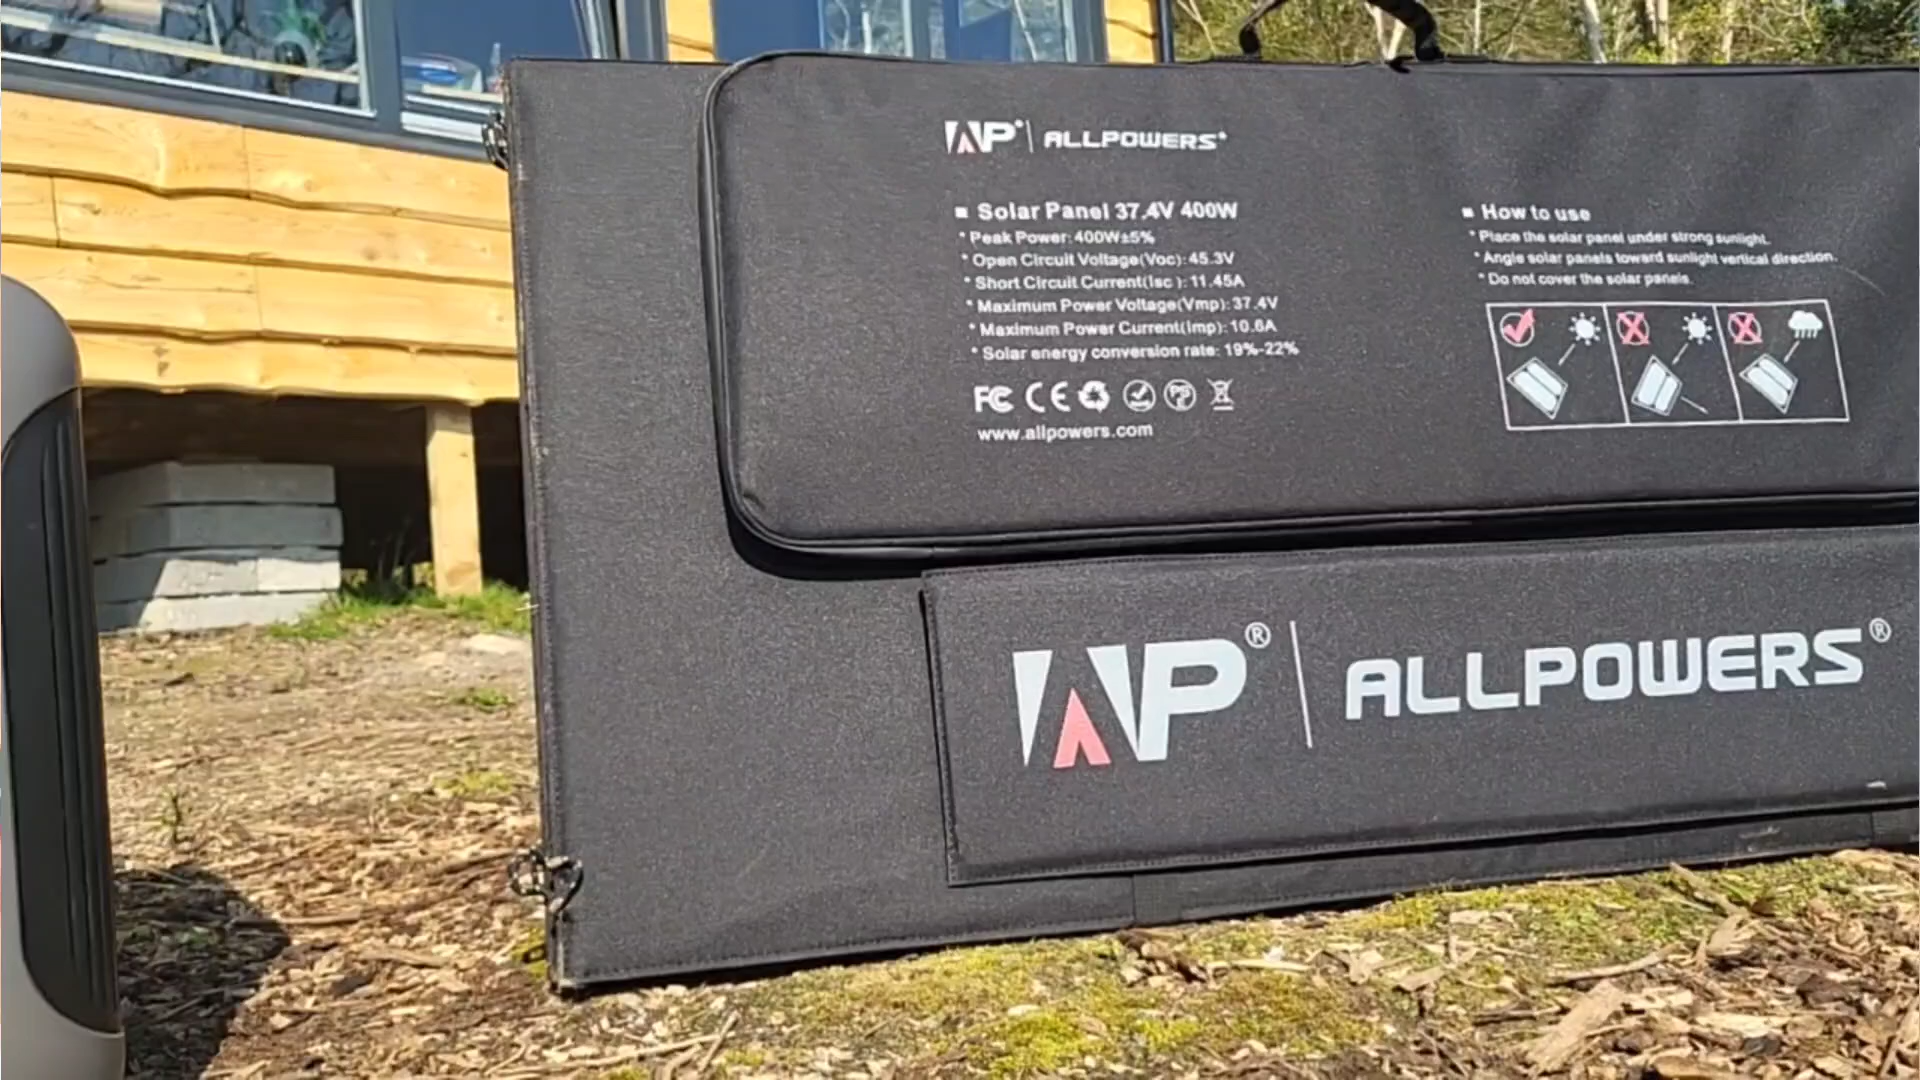 AP® | ALLPOWERS®
■ Solar Panel 37.4V 400W
* Peak Power: 400W±5%
* Open Circuit Voltage(Voc): 45.3V
* Short Circuit Current(Isc ): 11.45A
* Maximum Power Voltage(Vmp): 37.4V
* Maximum Power Current(Imp): 10.6A
* Solar energy conversion rate: 19%-22%
FC CE PS
www.allpowers.com
■ How to use
* Place the solar panel under strong sunlight.
* Angle solar panels toward sunlight vertical direction.
* Do not cover the solar panels.
AP® | ALLPOWERS®